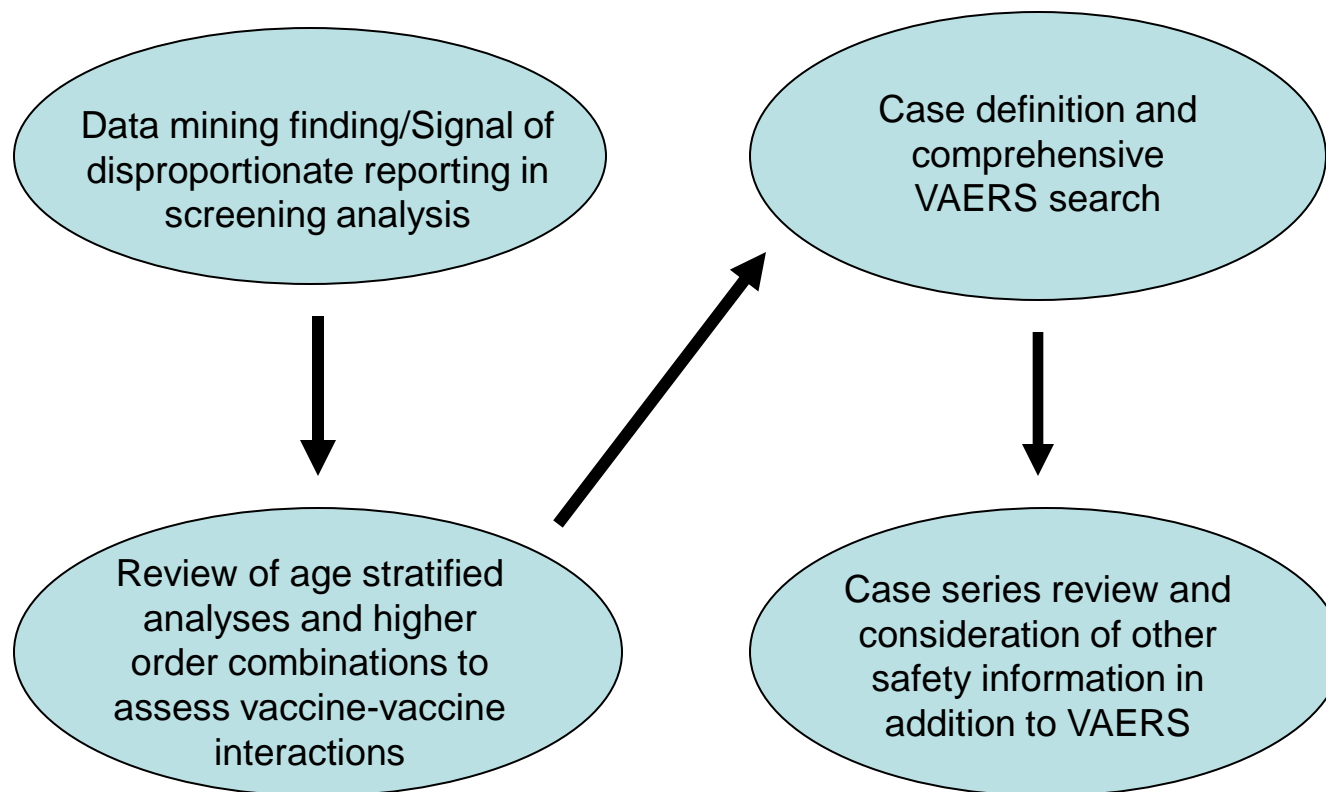 Data mining finding/Signal of
disproportionate reporting in
screening analysis
Review of age stratified
analyses and higher
order combinations to
assess vaccine-vaccine
interactions
Case definition and
comprehensive
VAERS search
Case series review and
consideration of other
safety information in
addition to VAERS